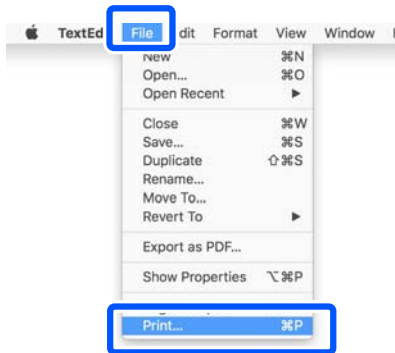 TextEd File dit Format View Window
New ⌘N
Open... ⌘O
Open Recent ▶
Close ⌘W
Save... ⌘S
Duplicate ⇧⌘S
Rename...
Move To...
Revert To ▶
Export as PDF...
Show Properties ⌥⌘P
Print... ⌘P